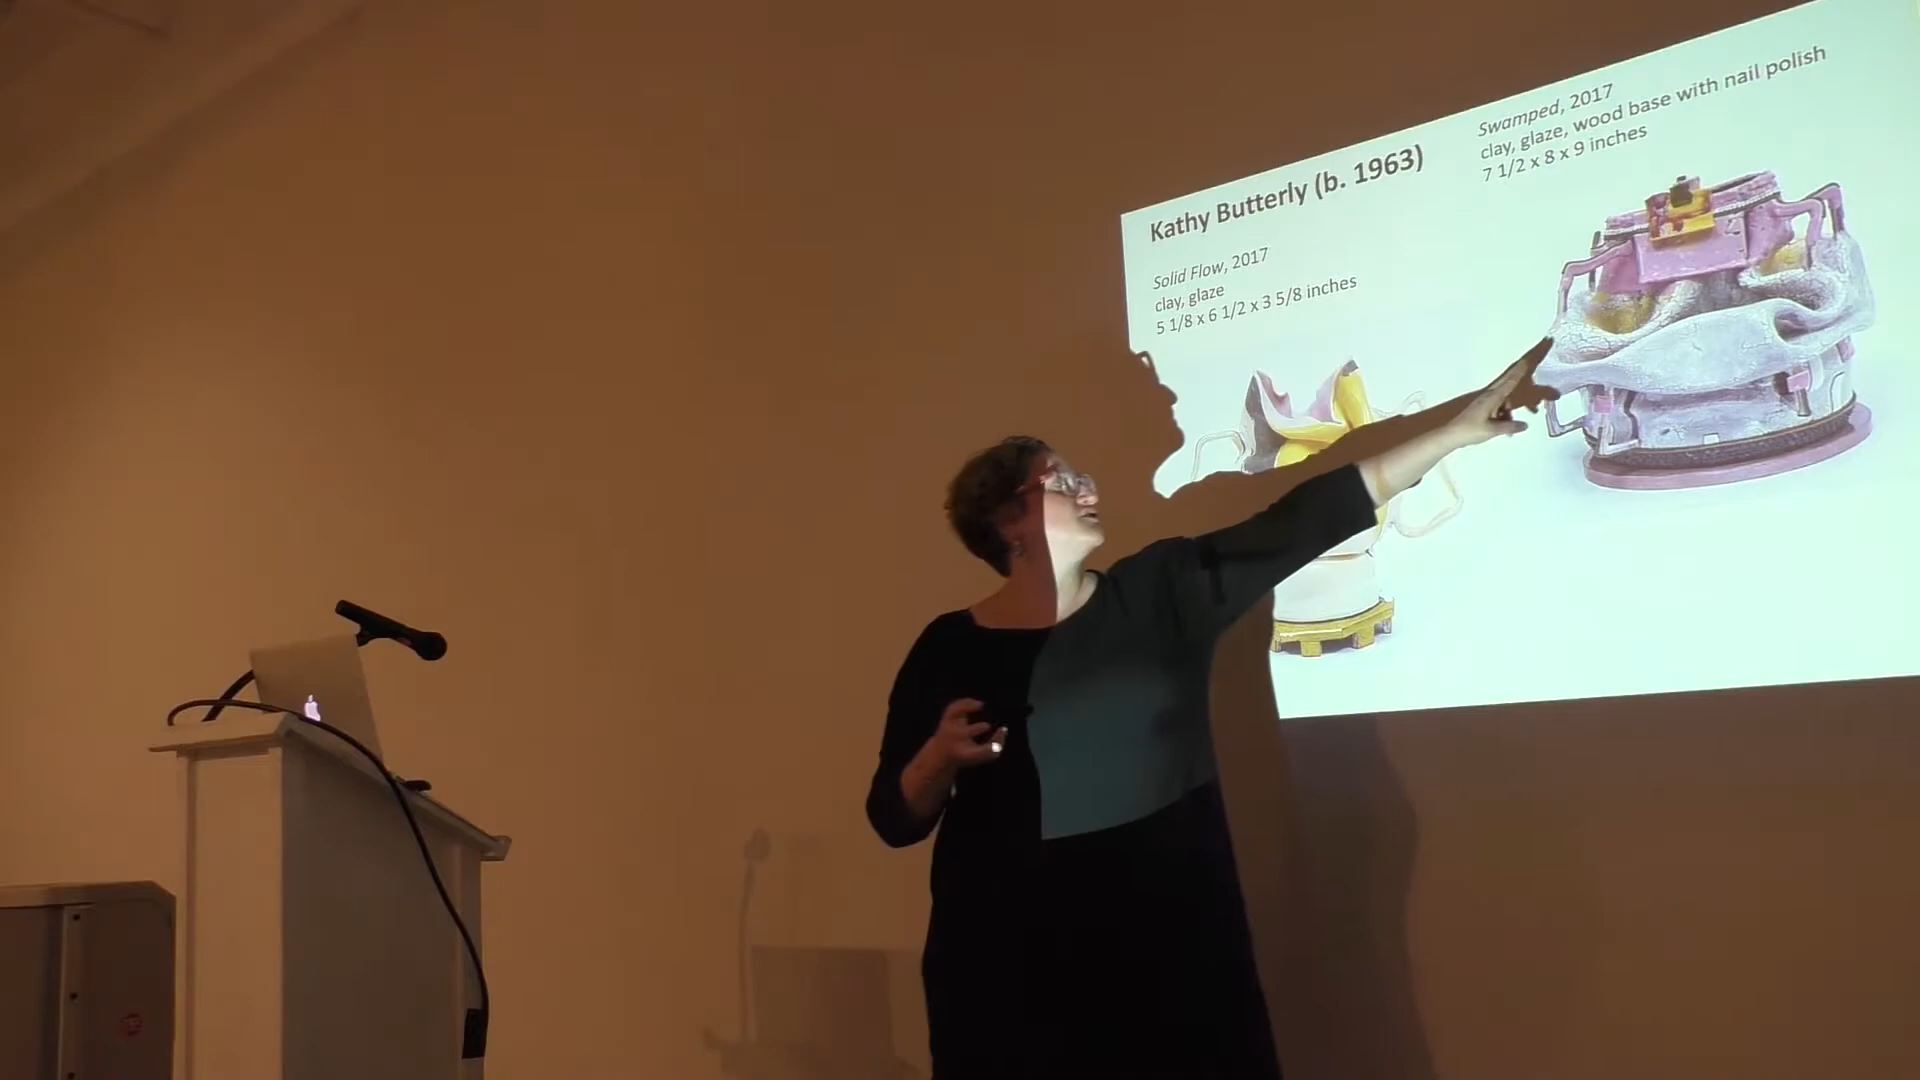 Kathy Butterly (b. 1963)
Solid Flow, 2017
clay, glaze
5 1/8 x 6 1/2 x 3 5/8 inches
Swamped, 2017
clay, glaze, wood base with nail polish
7 1/2 x 8 x 9 inches